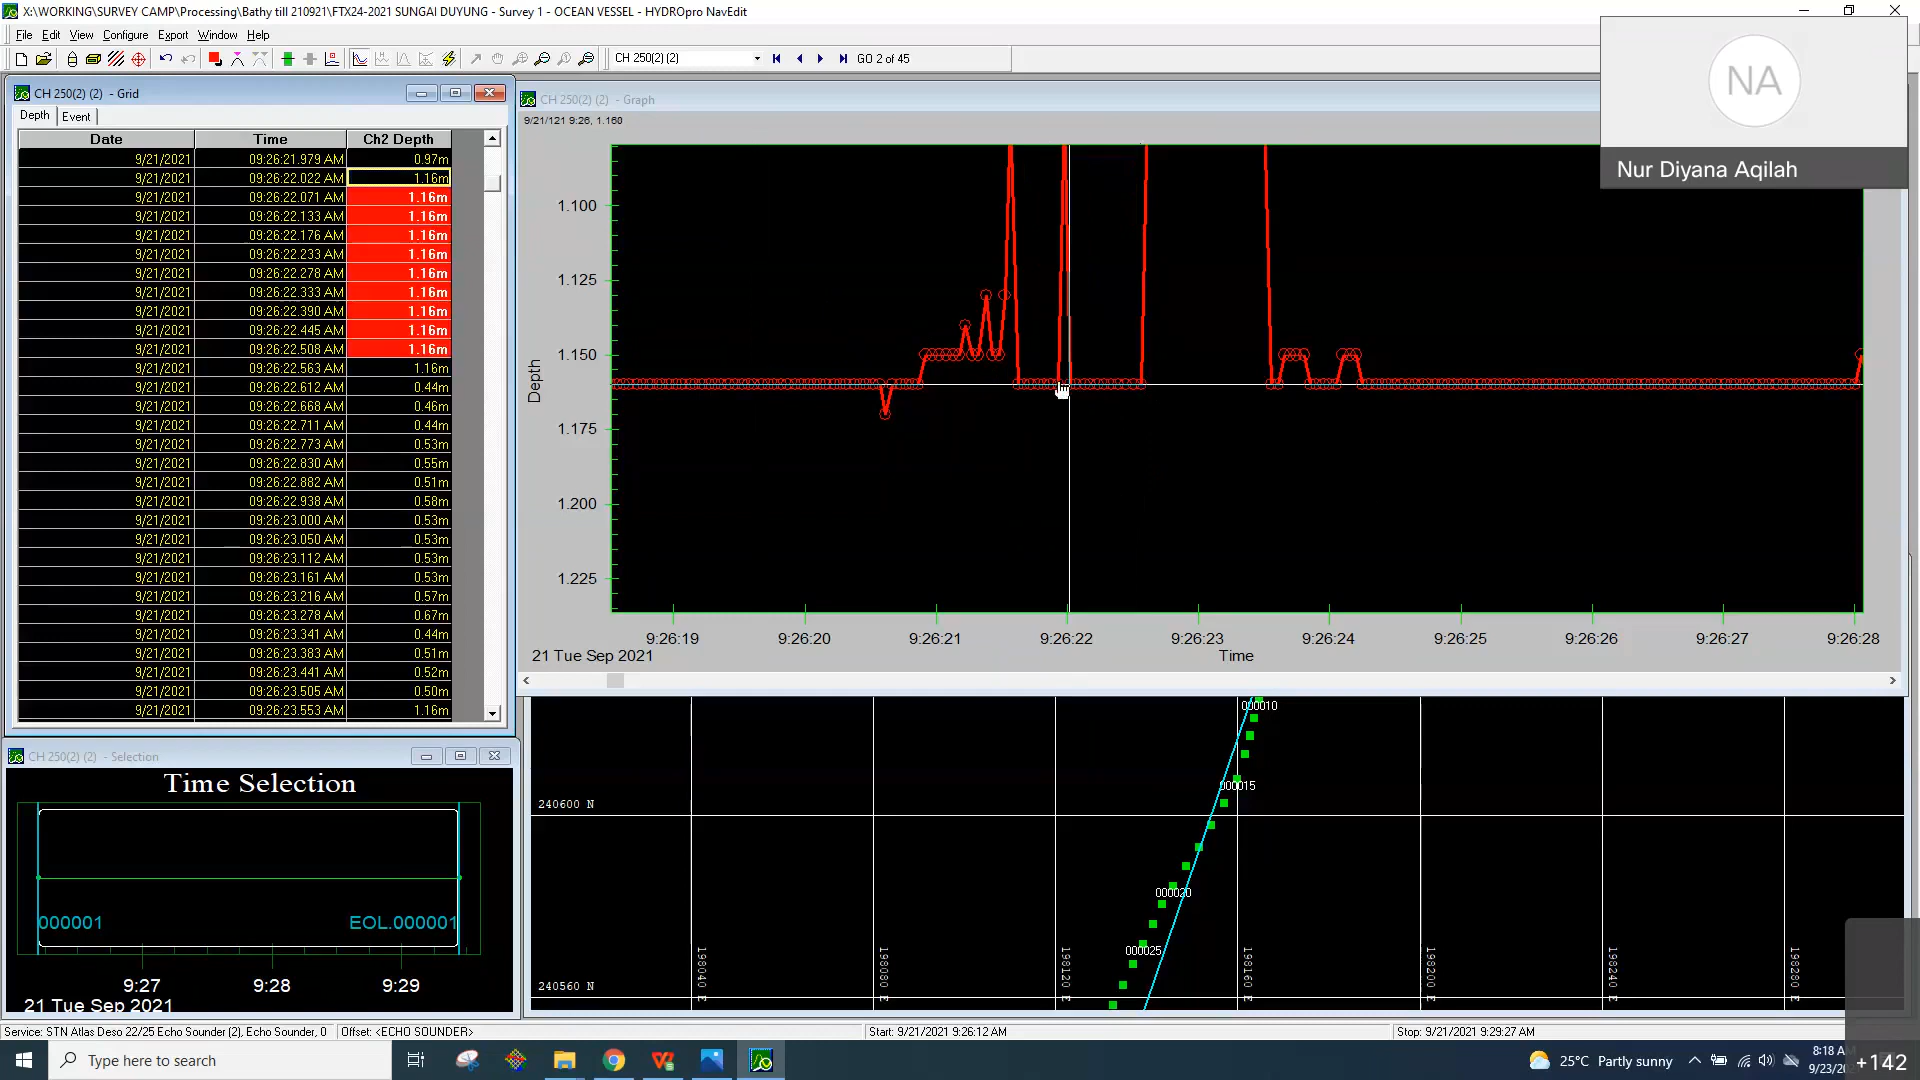 X:\WORKING\SURVEY CAMP\Processing\Bathy till 210921\FTX24-2021 SUNGAI DUYUNG - Survey 1 - OCEAN VESSEL - HYDROpro NavEdit
File Edit View Configure Export Window Help
CH 250(2) (2) GO 2 of 45
NA
Nur Diyana Aqilah
CH 250(2) (2) - Grid
Depth Event
Date Time Ch2 Depth
9/21/2021 09:26:21.979 AM 0.97m
9/21/2021 09:26:22.022 AM 1.16m
9/21/2021 09:26:22.071 AM 1.16m
9/21/2021 09:26:22.133 AM 1.16m
9/21/2021 09:26:22.176 AM 1.16m
9/21/2021 09:26:22.233 AM 1.16m
9/21/2021 09:26:22.278 AM 1.16m
9/21/2021 09:26:22.333 AM 1.16m
9/21/2021 09:26:22.390 AM 1.16m
9/21/2021 09:26:22.445 AM 1.16m
9/21/2021 09:26:22.508 AM 1.16m
9/21/2021 09:26:22.563 AM 1.16m
9/21/2021 09:26:22.612 AM 0.44m
9/21/2021 09:26:22.668 AM 0.46m
9/21/2021 09:26:22.711 AM 0.44m
9/21/2021 09:26:22.773 AM 0.53m
9/21/2021 09:26:22.830 AM 0.55m
9/21/2021 09:26:22.882 AM 0.51m
9/21/2021 09:26:22.938 AM 0.58m
9/21/2021 09:26:23.000 AM 0.53m
9/21/2021 09:26:23.050 AM 0.53m
9/21/2021 09:26:23.112 AM 0.53m
9/21/2021 09:26:23.161 AM 0.53m
9/21/2021 09:26:23.216 AM 0.57m
9/21/2021 09:26:23.278 AM 0.67m
9/21/2021 09:26:23.341 AM 0.44m
9/21/2021 09:26:23.383 AM 0.51m
9/21/2021 09:26:23.441 AM 0.52m
9/21/2021 09:26:23.505 AM 0.50m
9/21/2021 09:26:23.553 AM 1.16m
CH 250(2) (2) - Graph
9/21/121 9:26, 1.160
1.100
1.125
1.150
1.175
1.200
1.225
Depth
9:26:19 9:26:20 9:26:21 9:26:22 9:26:23 9:26:24 9:26:25 9:26:26 9:26:27 9:26:28
21 Tue Sep 2021 Time
CH 250(2) (2) - Selection
Time Selection
000001 EOL.000001
9:27 9:28 9:29
21 Tue Sep 2021
000010
000015
240600 N
000020
000025
240560 N
198040 E
198080 E
198120 E
198160 E
198200 E
198240 E
198280 E
Service: STN Atlas Deso 22/25 Echo Sounder (2), Echo Sounder, 0 Offset: <ECHO SOUNDER> Start: 9/21/2021 9:26:12 AM Stop: 9/21/2021 9:29:27 AM
Type here to search
25°C Partly sunny
8:18 AM
+142